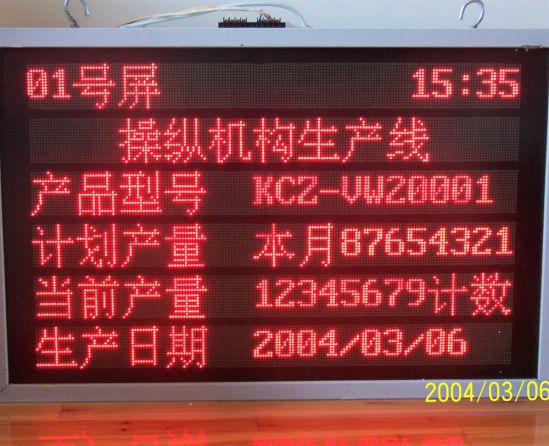 01号屏 15:35
操纵机构生产线
产品型号 KCZ-VW20001
计划产量 本月87654321
当前产量 12345679计数
生产日期 2004/03/06
2004/03/06